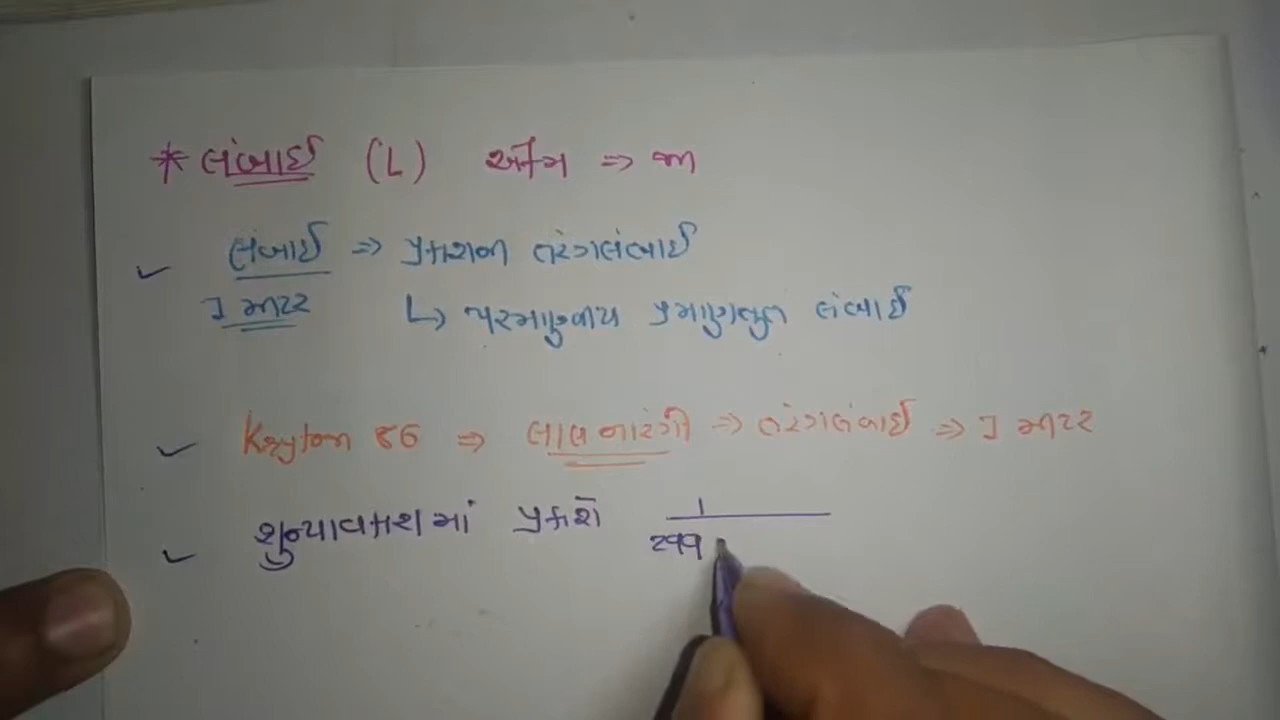 * લંબાઈ (L) એકમ => m
લંબાઈ => પ્રકાશની તરંગલંબાઈ
1 મીટર ↳ પરમાણ્વીય પ્રમાણભૂત લંબાઈ
Krypton 86 => લાલ નારંગી => તરંગલંબાઈ => 1 મીટર
શુન્યાવકાશમાં પ્રકાશે 1
299